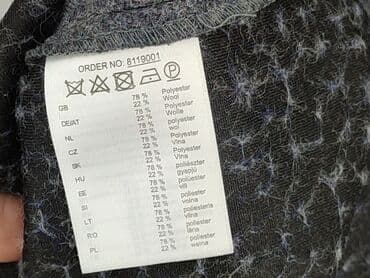 ORDER NO: 8119001
P
GB 78 % Polyester
22 % Wool
DE/AT 78 % Polyester
22 % Wolle
NL 78 % polyester
22 % wol
CZ 78 % Polyester
22 % Vlna
SK 78 % Polyester
22 % Vlna
HU 78 % poliészter
22 % gyapjú
EE 78 % polüester
22 % vill
SI 78 % poliester
22 % volna
LT 78 % poliesteris
22 % vilna
RO 78 % poliester
22 % lână
PL 78 % poliester
22 % wełna